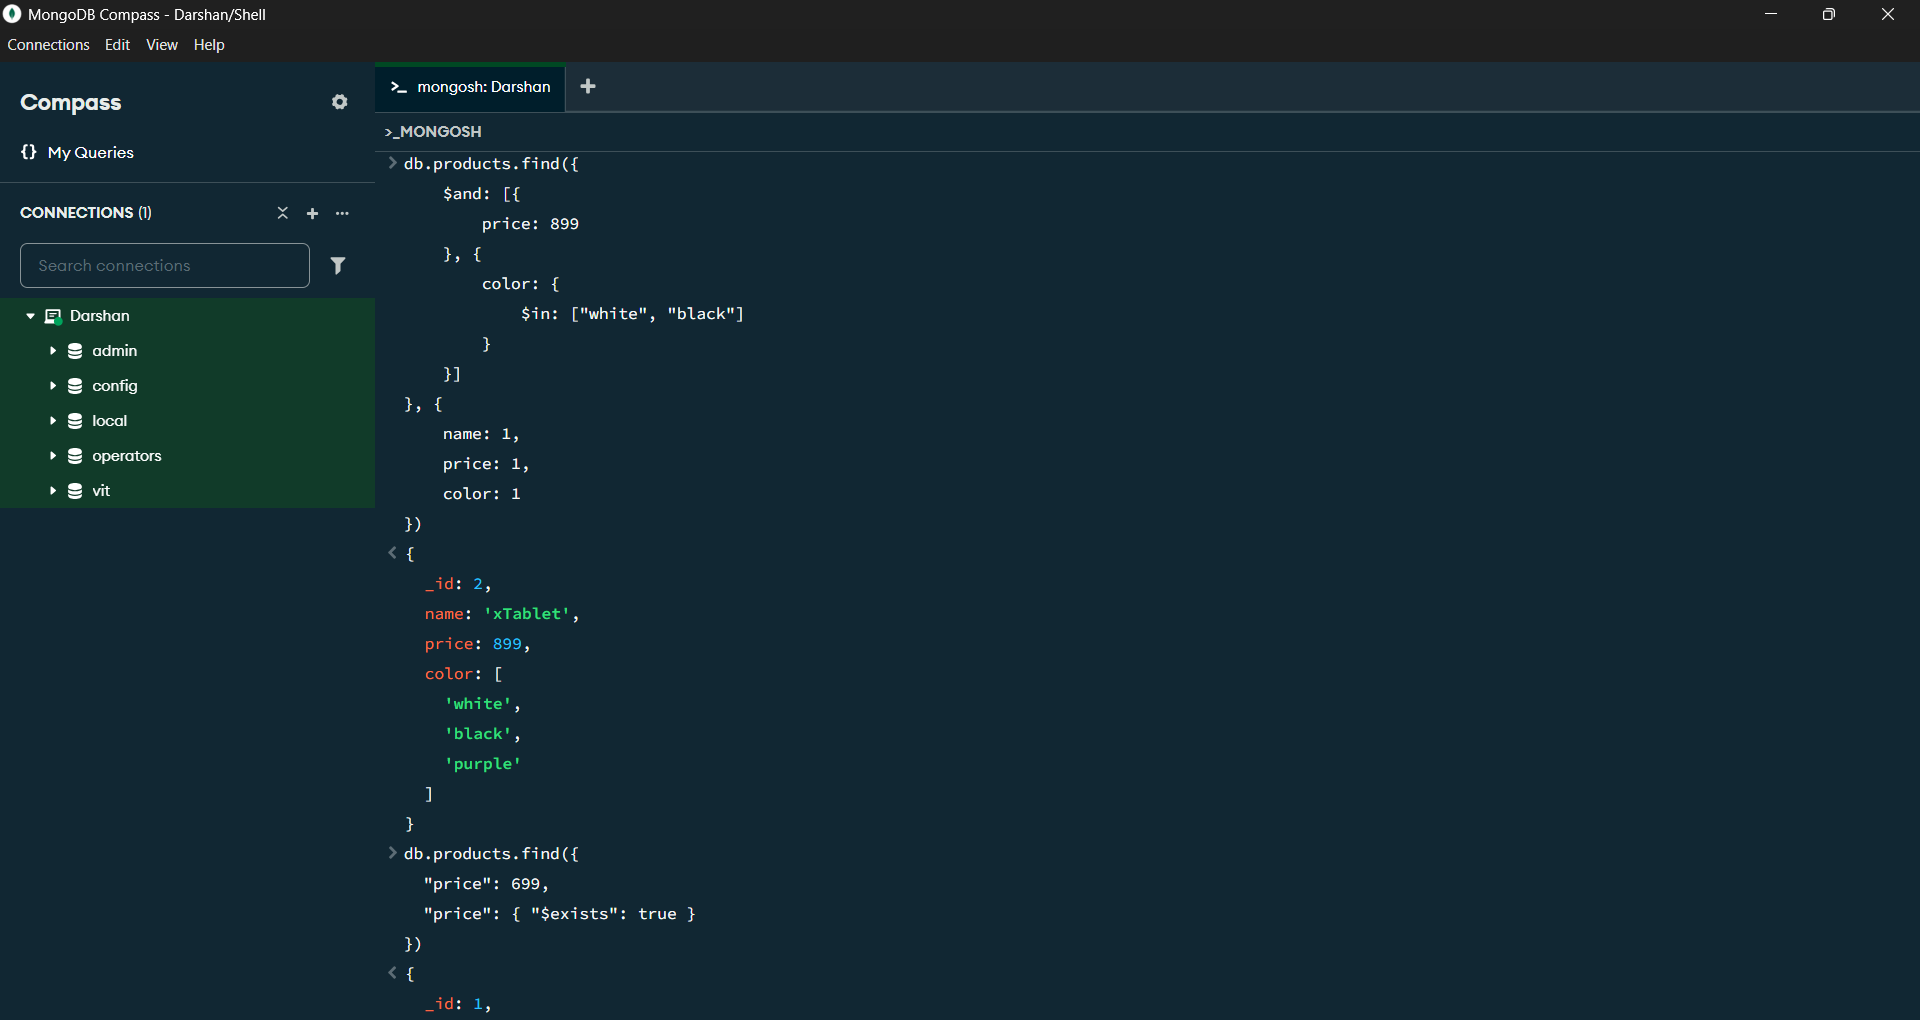 MongoDB Compass - Darshan/Shell
Connections Edit View Help
Compass
{} My Queries
CONNECTIONS (1)
Search connections
Darshan
admin
config
local
operators
vit
>_ mongosh: Darshan +
>_MONGOSH
> db.products.find({
$and: [{
price: 899
}, {
color: {
$in: ["white", "black"]
}
}]
}, {
name: 1,
price: 1,
color: 1
})
< {
_id: 2,
name: 'xTablet',
price: 899,
color: [
'white',
'black',
'purple'
]
}
> db.products.find({
"price": 699,
"price": { "$exists": true }
})
< {
_id: 1,